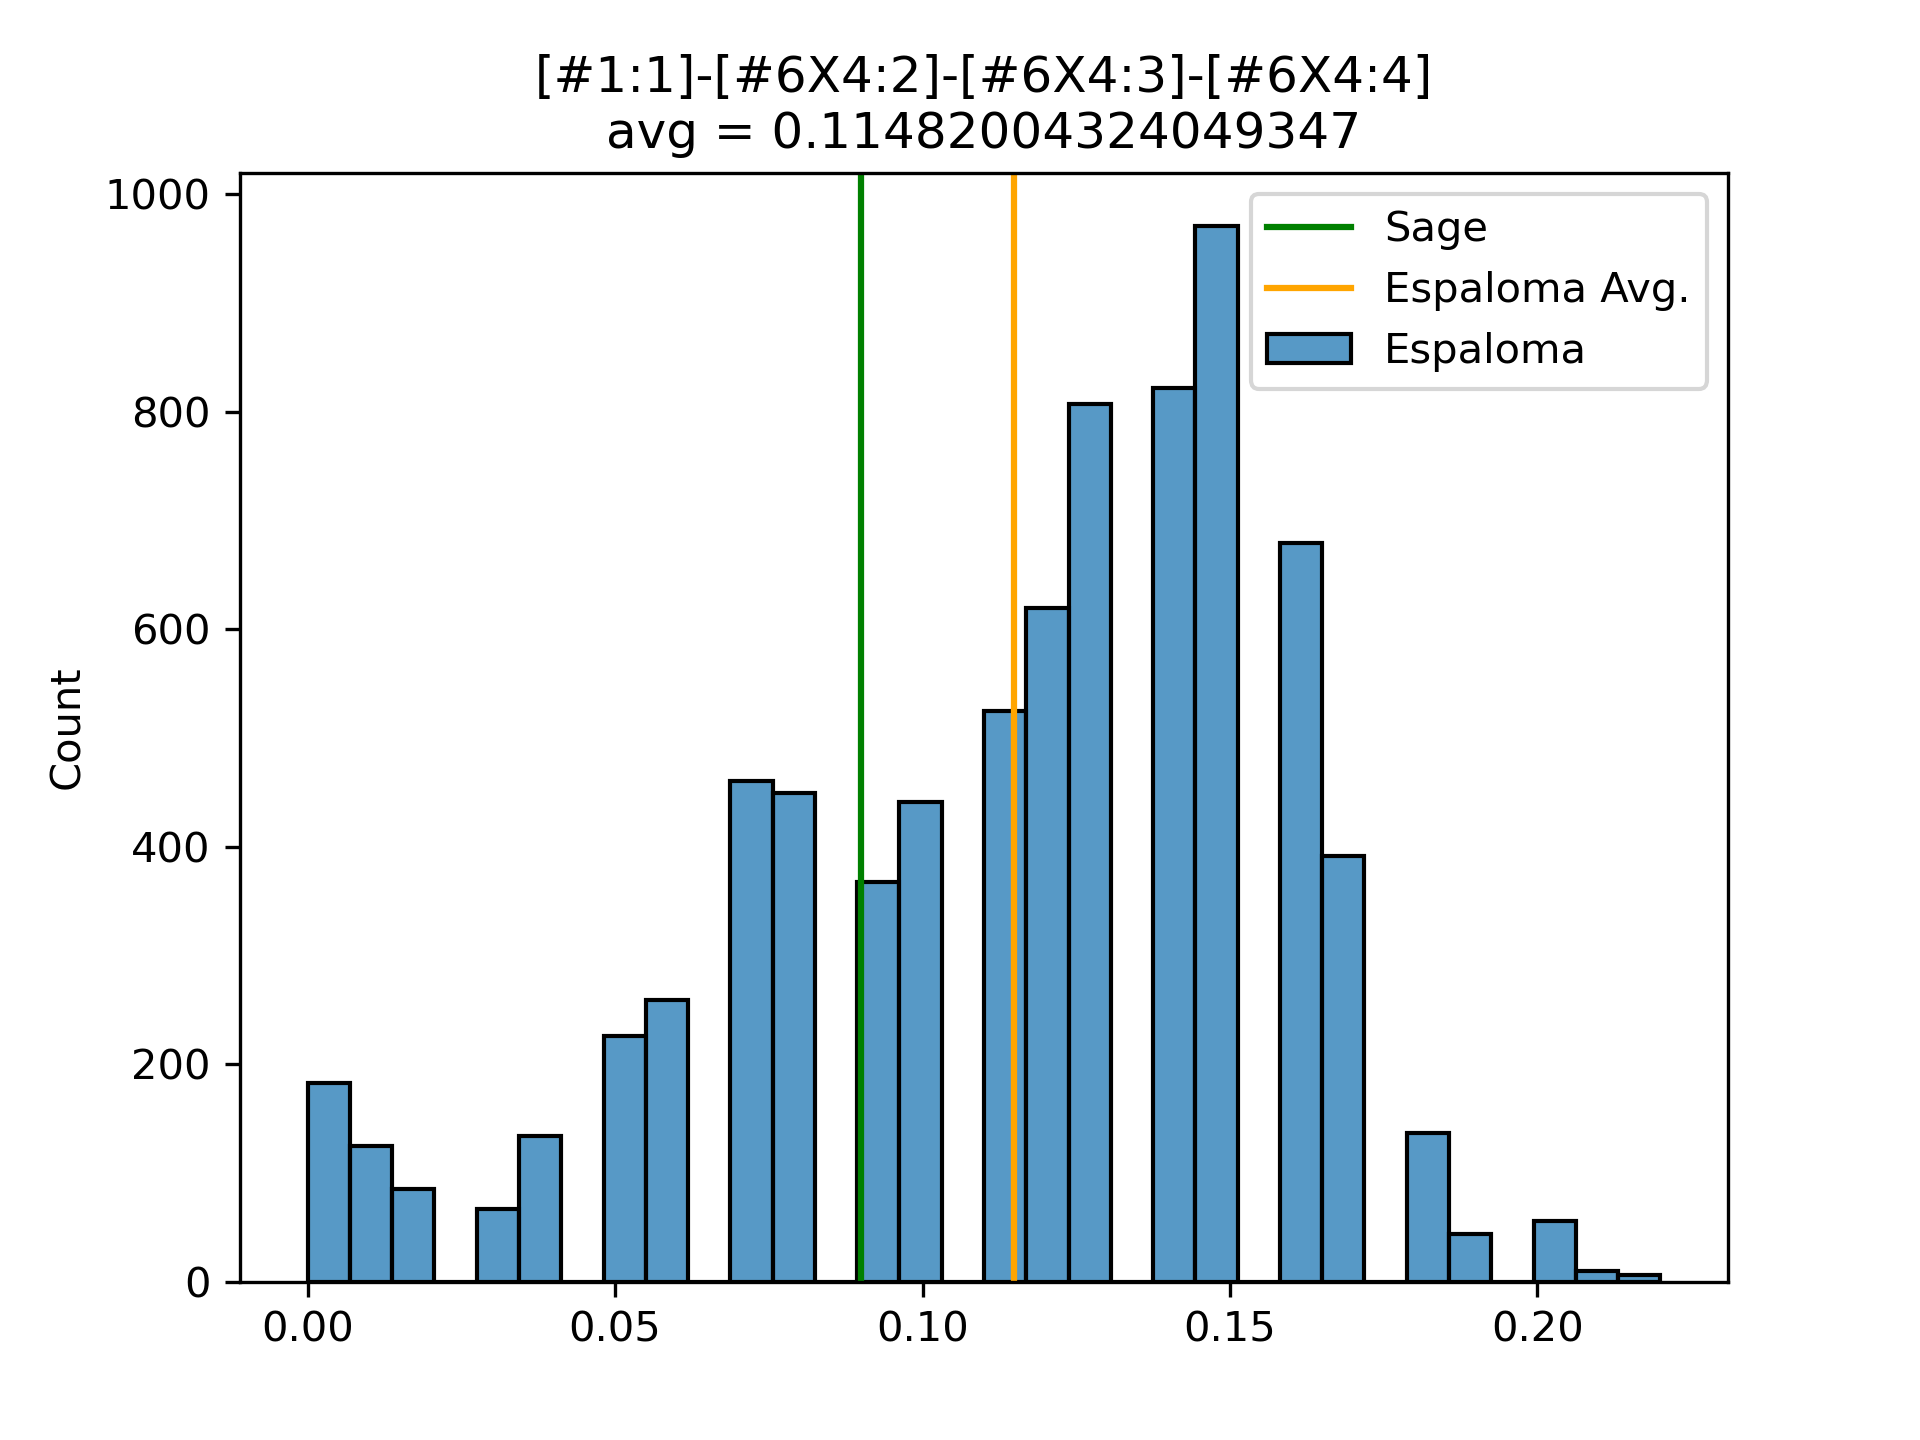 [#1:1]-[#6X4:2]-[#6X4:3]-[#6X4:4]
avg = 0.11482004324049347
1000
800
600
400
200
0
Count
Sage
Espaloma Avg.
Espaloma
0.00 0.05 0.10 0.15 0.20